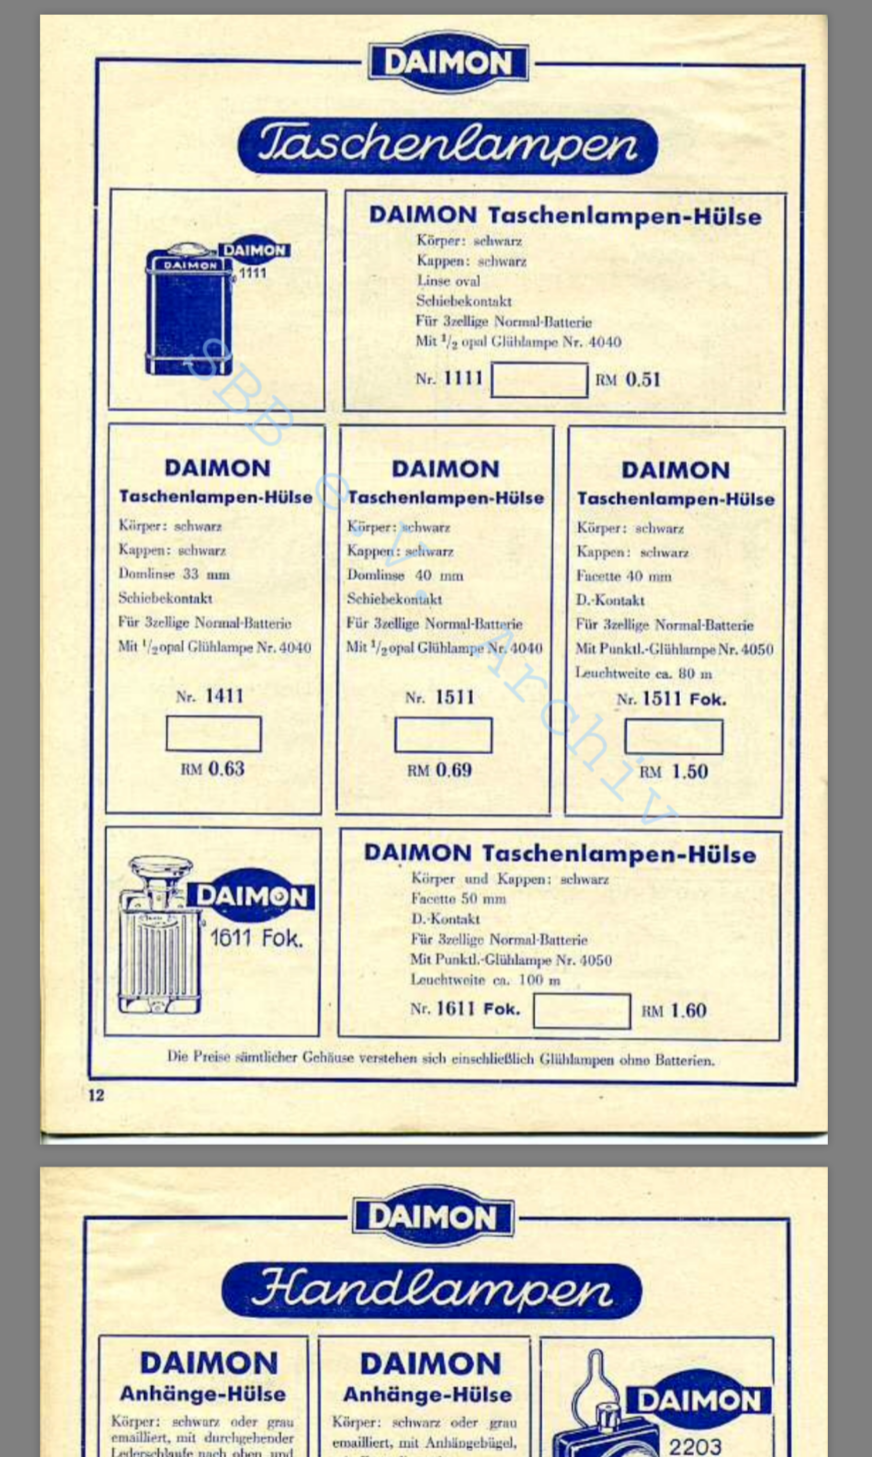 DAIMON
Taschenlampen
DAIMON
DAIMON
1111
DAIMON Taschenlampen-Hülse
Körper: schwarz
Kappen: schwarz
Linse oval
Schiebekontakt
Für 3zellige Normal-Batterie
Mit 1/2 opal Glühlampe Nr. 4040
Nr. 1111 RM 0.51
DAIMON
Taschenlampen-Hülse
Körper: schwarz
Kappen: schwarz
Domlinse 33 mm
Schiebekontakt
Für 3zellige Normal-Batterie
Mit 1/2 opal Glühlampe Nr. 4040
Nr. 1411
RM 0.63
DAIMON
Taschenlampen-Hülse
Körper: schwarz
Kappen: schwarz
Domlinse 40 mm
Schiebekontakt
Für 3zellige Normal-Batterie
Mit 1/2 opal Glühlampe Nr. 4040
Nr. 1511
RM 0.69
DAIMON
Taschenlampen-Hülse
Körper: schwarz
Kappen: schwarz
Facette 40 mm
D.-Kontakt
Für 3zellige Normal-Batterie
Mit Punktl.-Glühlampe Nr. 4050
Leuchtweite ca. 80 m
Nr. 1511 Fok.
RM 1.50
DAIMON
1611 Fok.
DAIMON Taschenlampen-Hülse
Körper und Kappen: schwarz
Facette 50 mm
D.-Kontakt
Für 3zellige Normal-Batterie
Mit Punktl.-Glühlampe Nr. 4050
Leuchtweite ca. 100 m
Nr. 1611 Fok. RM 1.60
Die Preise sämtlicher Gehäuse verstehen sich einschließlich Glühlampen ohne Batterien.
12
SBB e.V. Archiv
DAIMON
Handlampen
DAIMON
Anhänge-Hülse
Körper: schwarz oder grau
emailliert, mit durchgehender
Lederschlaufe nach oben und
DAIMON
Anhänge-Hülse
Körper: schwarz oder grau
emailliert, mit Anhängebügel,
DAIMON
2203